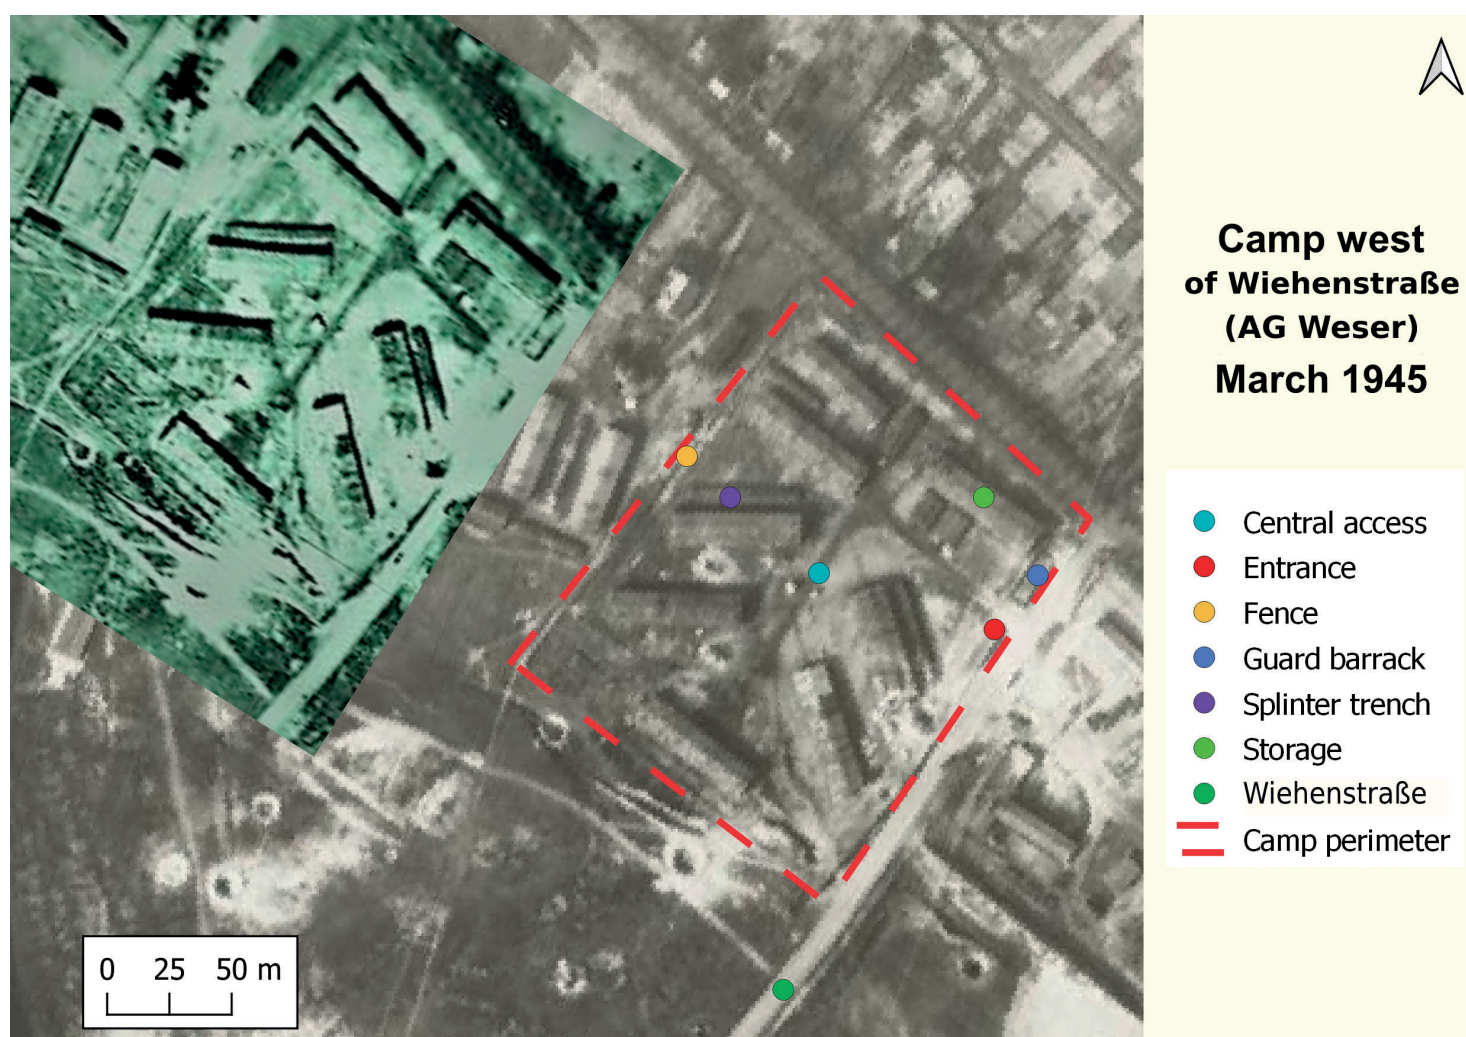 Camp west
of Wiehenstraße
(AG Weser)
March 1945
Central access
Entrance
Fence
Guard barrack
Splinter trench
Storage
Wiehenstraße
Camp perimeter
0 25 50 m